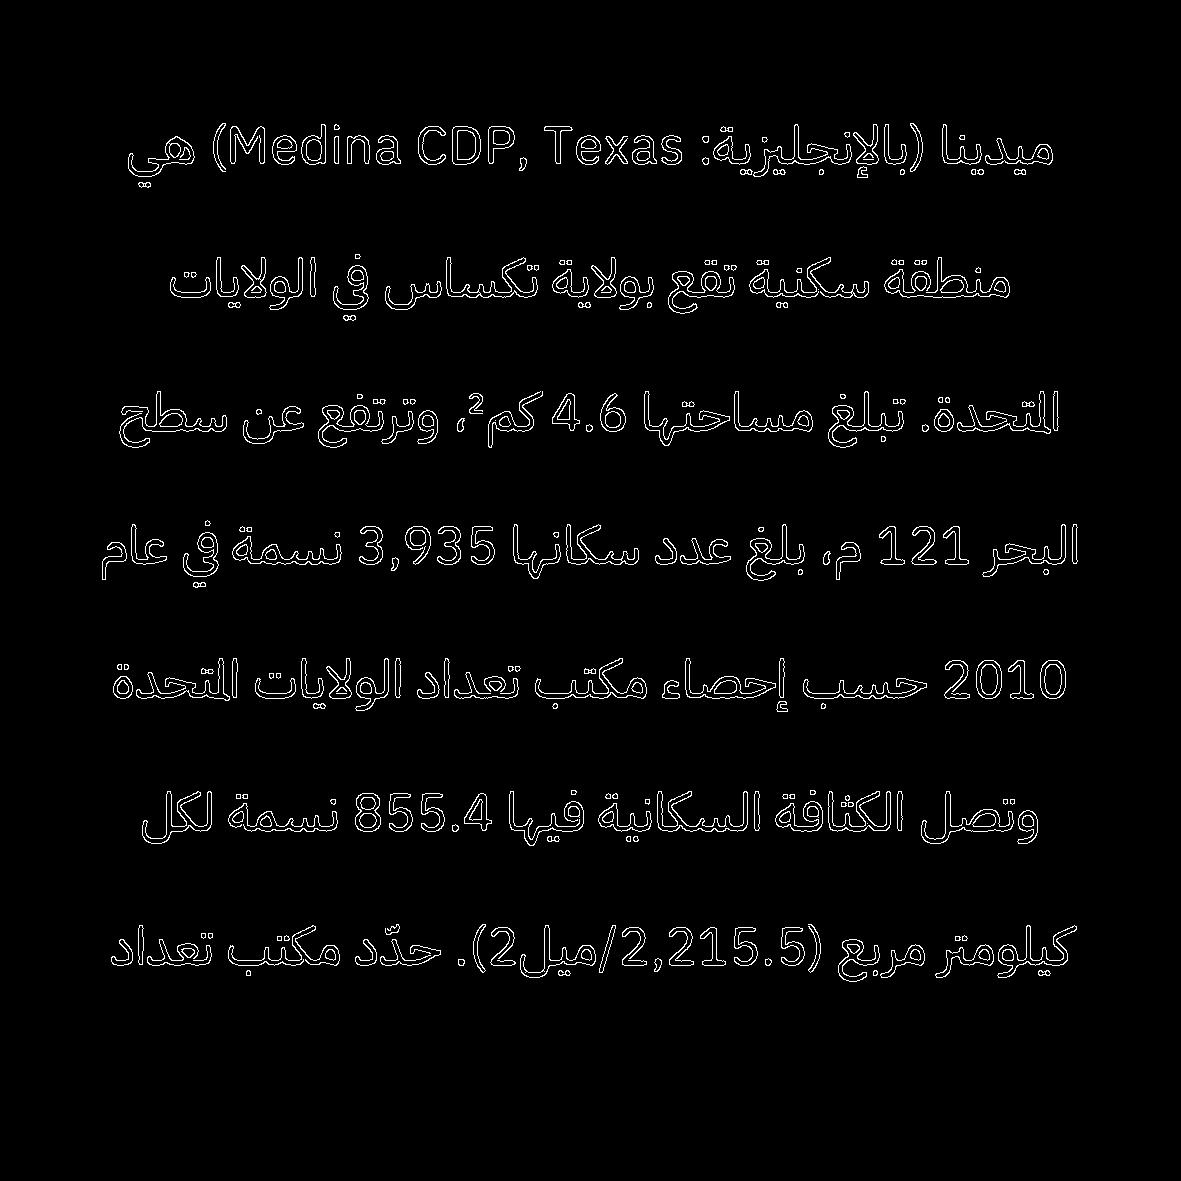 ميدينا (بالإنجليزية: Medina CDP, Texas) هي
منطقة سكنية تقع بولاية تكساس في الولايات
المتحدة. تبلغ مساحتها 4.6 كم²، وترتفع عن سطح
البحر 121 م، بلغ عدد سكانها 3,935 نسمة في عام
2010 حسب إحصاء مكتب تعداد الولايات المتحدة
وتصل الكثافة السكانية فيها 855.4 نسمة لكل
كيلومتر مربع (2,215.5/ميل2). حدّد مكتب تعداد